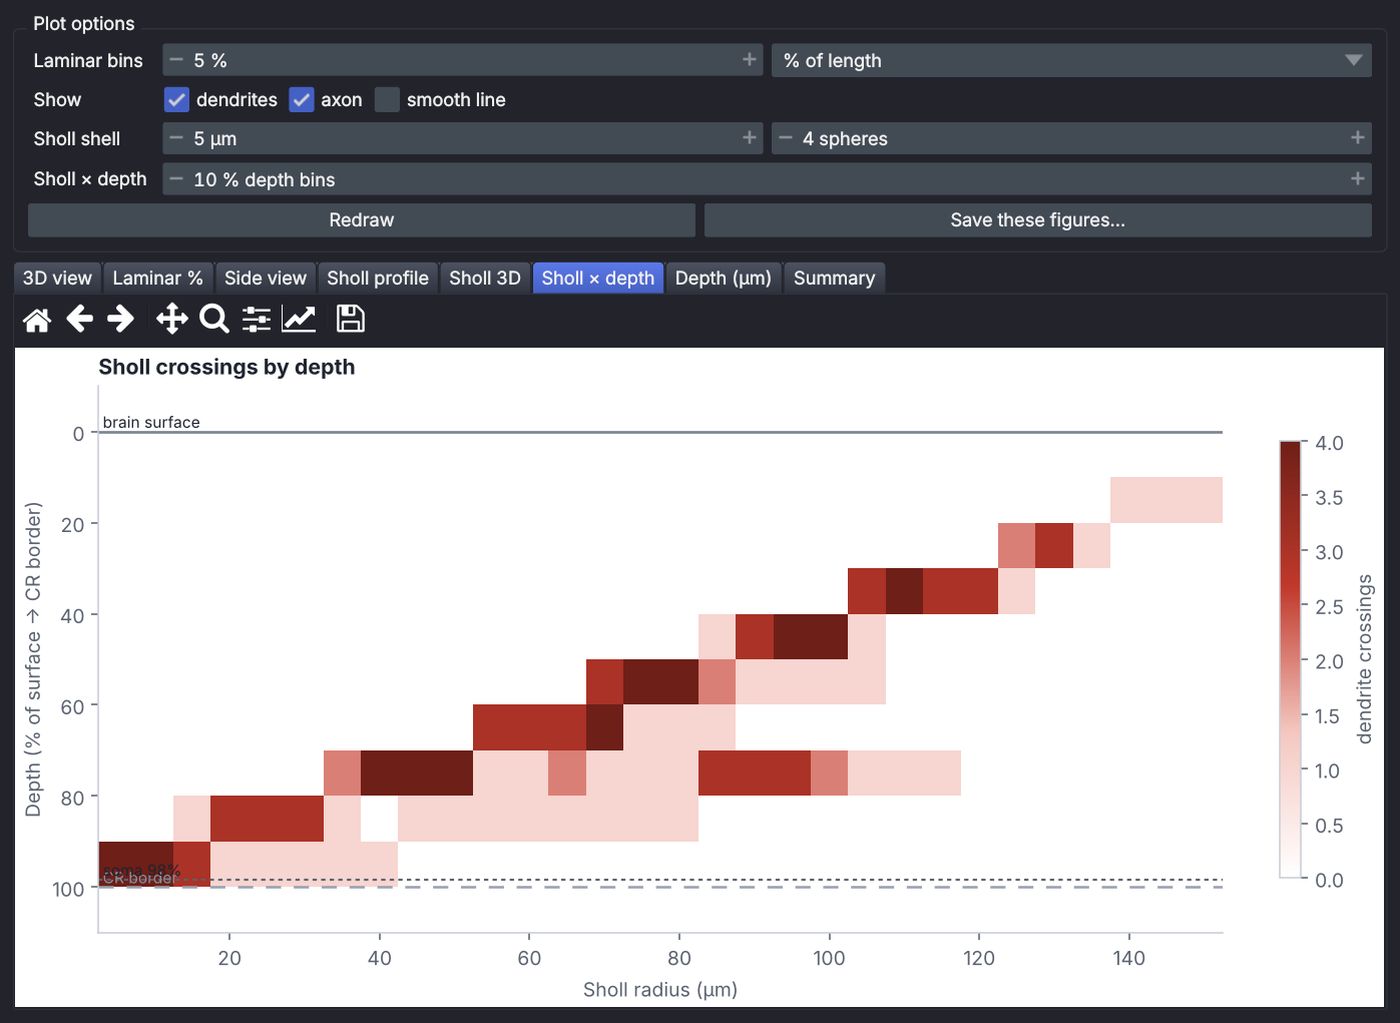 Plot options
Laminar bins − 5 % + % of length
Show dendrites axon smooth line
Sholl shell − 5 µm + − 4 spheres +
Sholl × depth − 10 % depth bins +
Redraw Save these figures...
3D view Laminar % Side view Sholl profile Sholl 3D Sholl × depth Depth (µm) Summary
Sholl crossings by depth
brain surface
0
20
40
60
80
100
Depth (% of surface → CR border)
soma 98%
CR border
20 40 60 80 100 120 140
Sholl radius (µm)
4.0
3.5
3.0
2.5
2.0
1.5
1.0
0.5
0.0
dendrite crossings